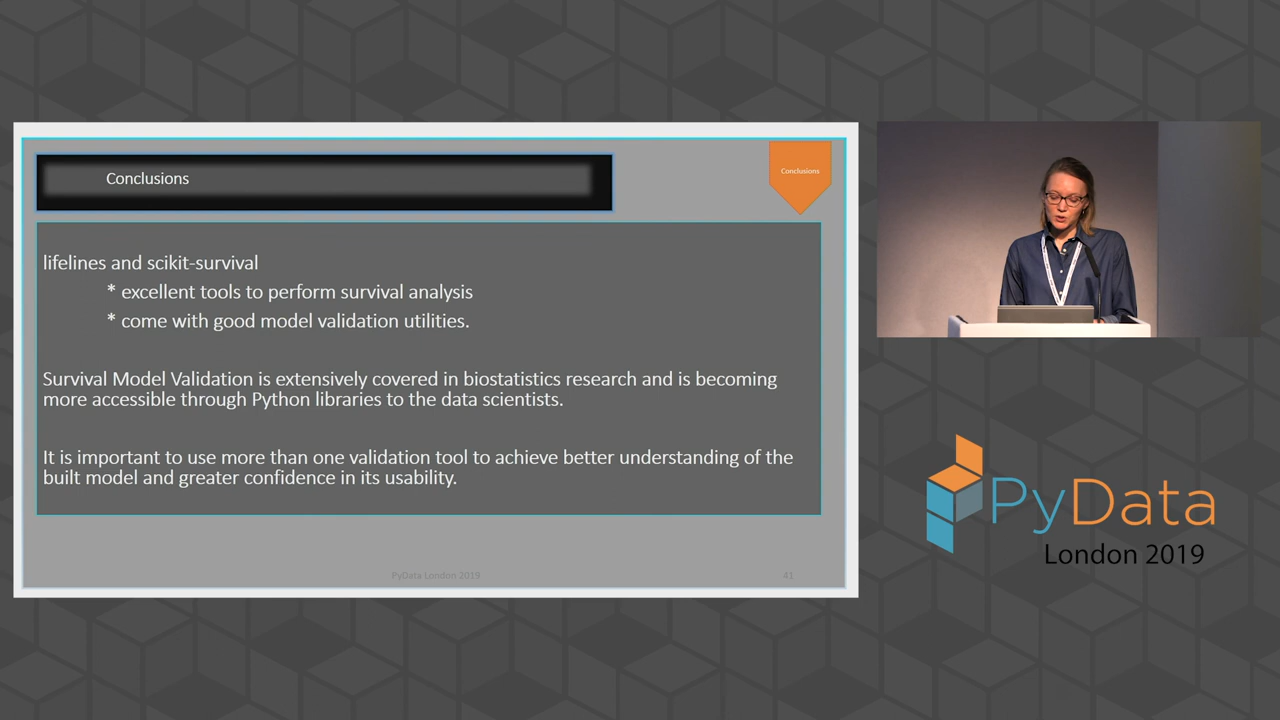 Conclusions
Conclusions
lifelines and scikit-survival
* excellent tools to perform survival analysis
* come with good model validation utilities.
Survival Model Validation is extensively covered in biostatistics research and is becoming
more accessible through Python libraries to the data scientists.
It is important to use more than one validation tool to achieve better understanding of the
built model and greater confidence in its usability.
PyData London 2019
41
PyData
London 2019